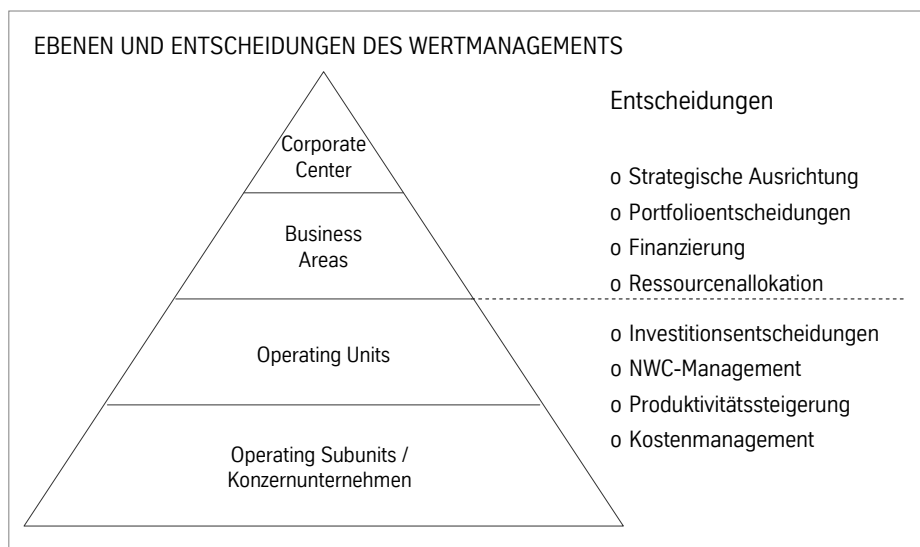 EBENEN UND ENTSCHEIDUNGEN DES WERTMANAGEMENTS
Corporate
Center
Business
Areas
Operating Units
Operating Subunits /
Konzernunternehmen
Entscheidungen
o Strategische Ausrichtung
o Portfolioentscheidungen
o Finanzierung
o Ressourcenallokation
o Investitionsentscheidungen
o NWC-Management
o Produktivitätssteigerung
o Kostenmanagement